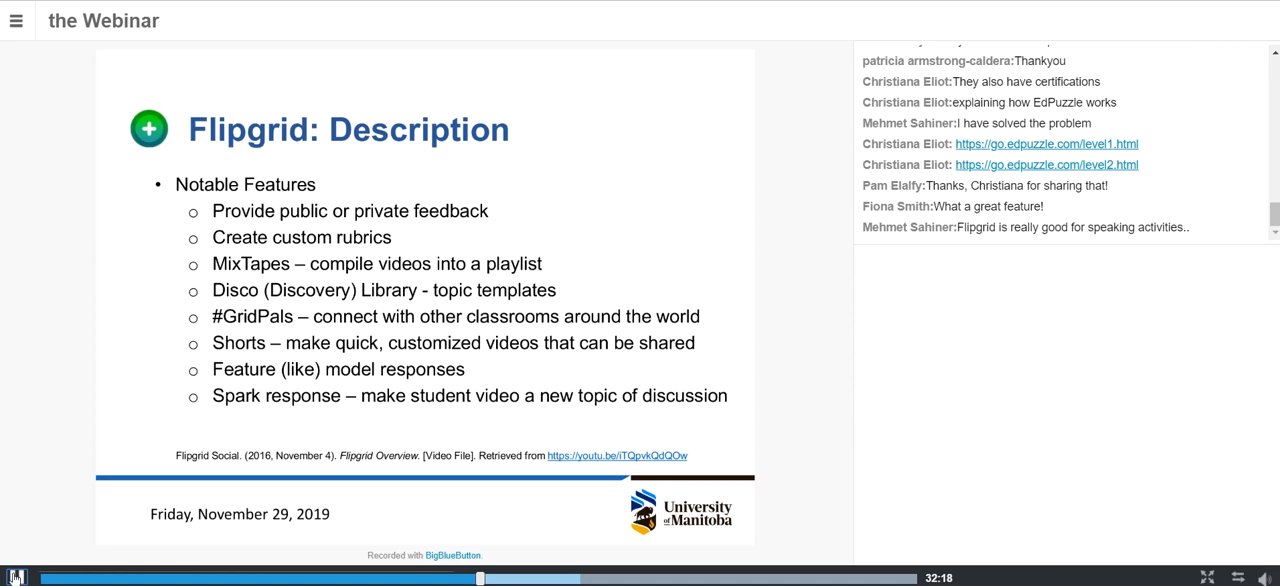 the Webinar
Flipgrid: Description
• Notable Features
o Provide public or private feedback
o Create custom rubrics
o MixTapes – compile videos into a playlist
o Disco (Discovery) Library - topic templates
o #GridPals – connect with other classrooms around the world
o Shorts – make quick, customized videos that can be shared
o Feature (like) model responses
o Spark response – make student video a new topic of discussion
Flipgrid Social. (2016, November 4). Flipgrid Overview. [Video File]. Retrieved from https://youtu.be/iTQpvkQdQOw
Friday, November 29, 2019
University
of Manitoba
Recorded with BigBlueButton.
patricia armstrong-caldera:Thankyou
Christiana Eliot:They also have certifications
Christiana Eliot:explaining how EdPuzzle works
Mehmet Sahiner:I have solved the problem
Christiana Eliot: https://go.edpuzzle.com/level1.html
Christiana Eliot: https://go.edpuzzle.com/level2.html
Pam Elalfy:Thanks, Christiana for sharing that!
Fiona Smith:What a great feature!
Mehmet Sahiner:Flipgrid is really good for speaking activities..
32:18